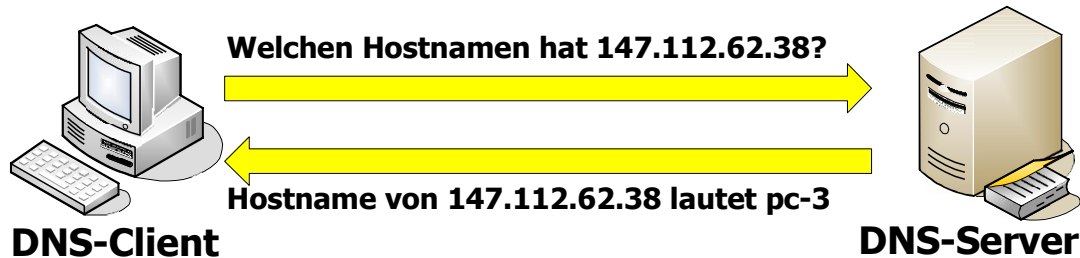 Welchen Hostnamen hat 147.112.62.38?
Hostname von 147.112.62.38 lautet pc-3
DNS-Client
DNS-Server